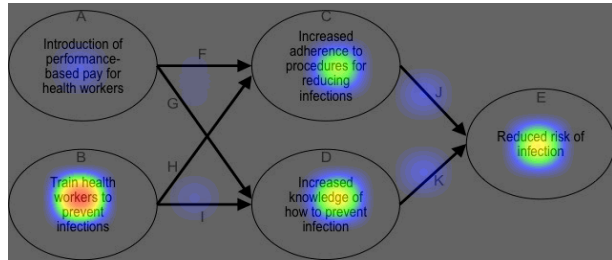 A
Introduction of
performance-
based pay for
health workers
F
G
C
Increased
adherence to
procedures for
reducing
infections
J
E
Reduced risk of
infection
B
Train health
workers to
prevent
infections
H
I
D
Increased
knowledge of
how to prevent
infection
K